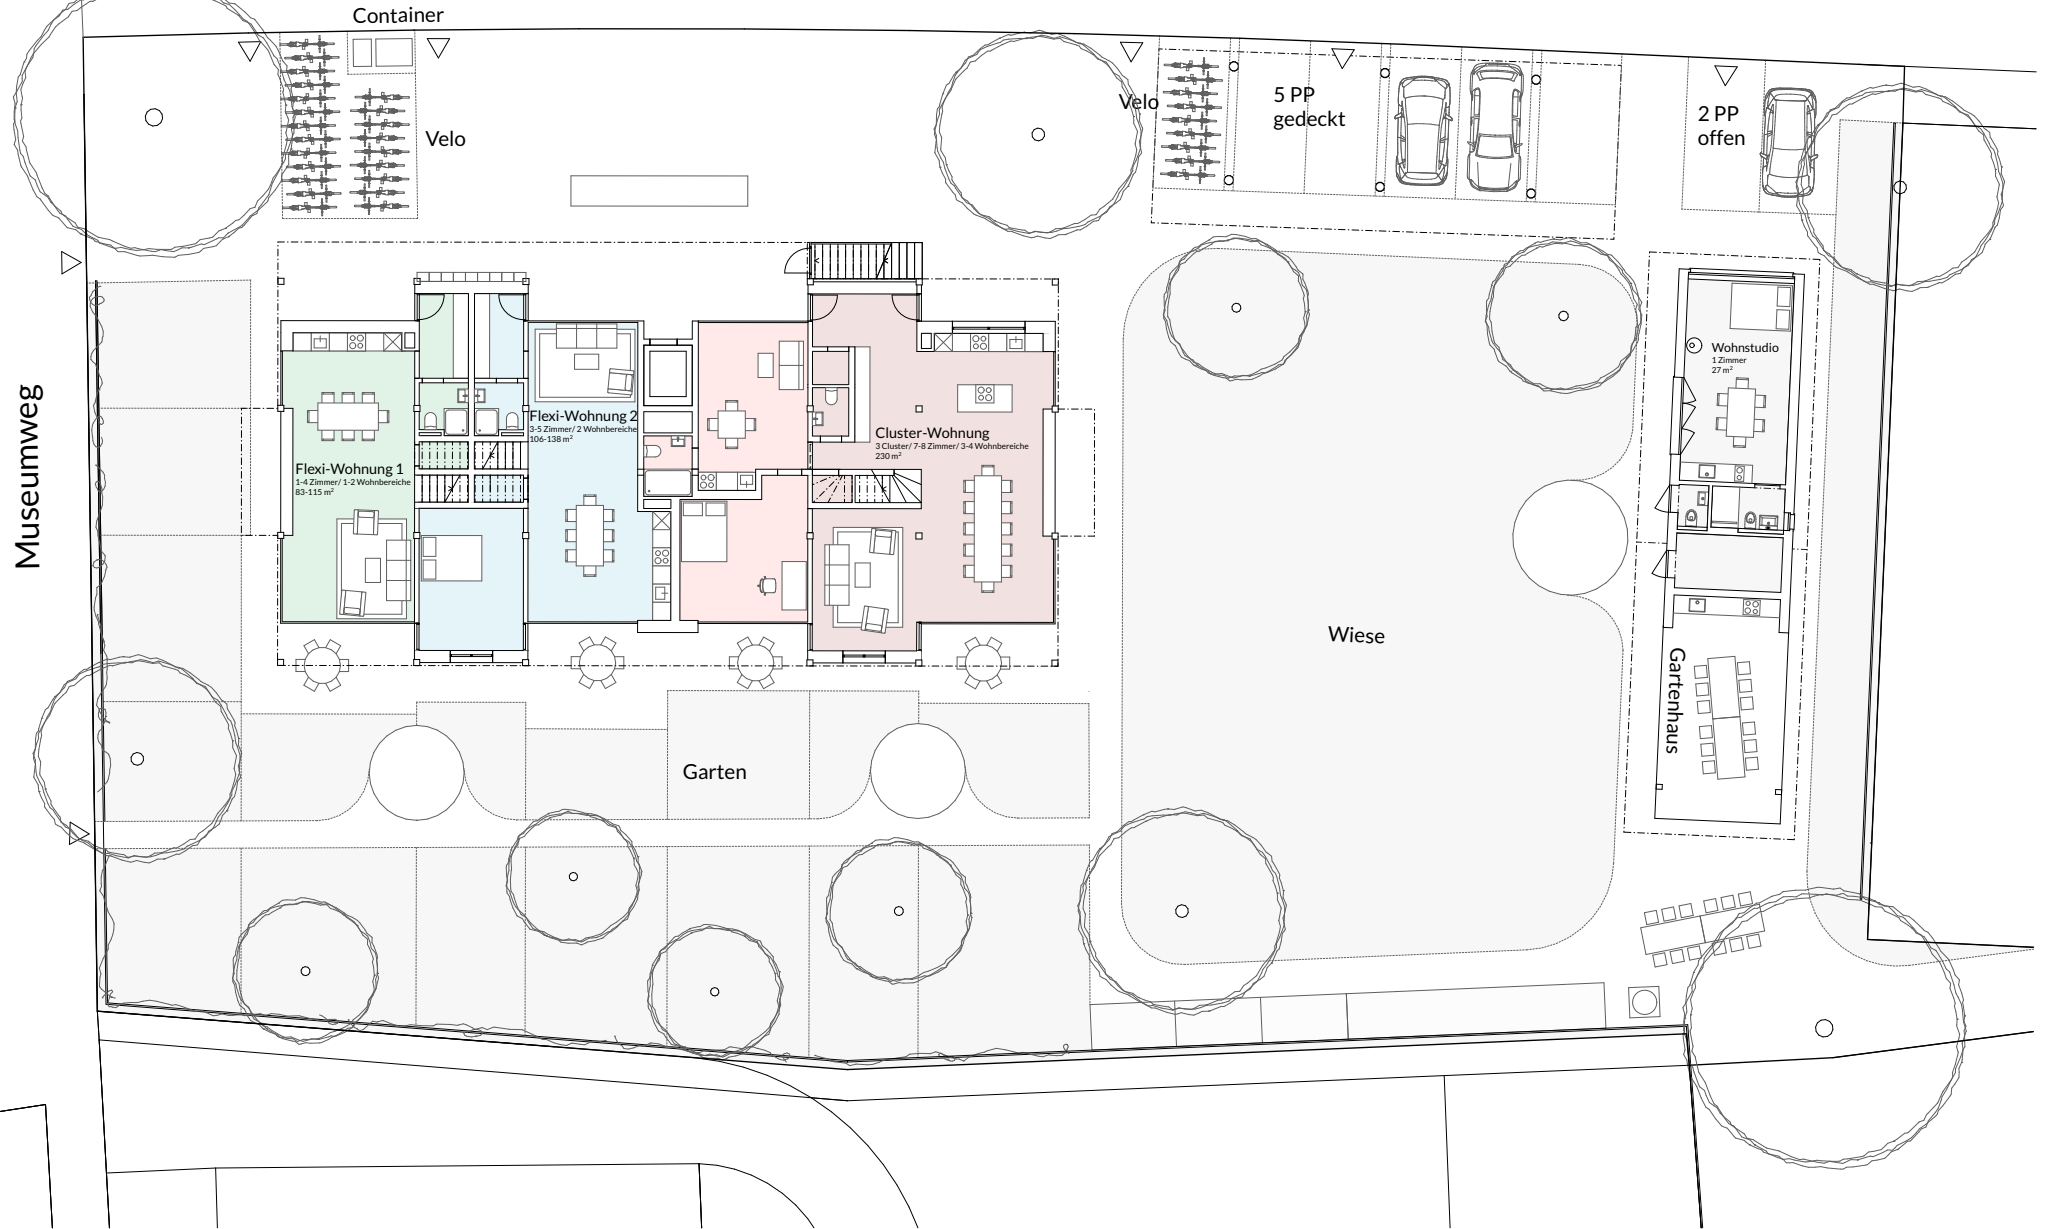 Container
Velo
Velo
5 PP
gedeckt
2 PP
offen
Museumweg
Flexi-Wohnung 1
1-4 Zimmer/ 1-2 Wohnbereiche
83-115 m²
Flexi-Wohnung 2
3-5 Zimmer/ 2 Wohnbereiche
106-138 m²
Cluster-Wohnung
3 Cluster/ 7-8 Zimmer/ 3-4 Wohnbereiche
230 m²
Wohnstudio
1 Zimmer
27 m²
Wiese
Gartenhaus
Garten